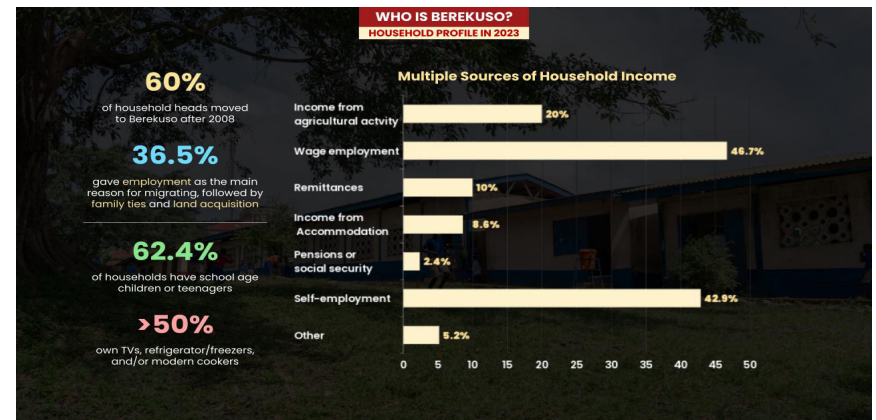 WHO IS BEREKUSO?
HOUSEHOLD PROFILE IN 2023
60%
of household heads moved
to Berekuso after 2008
36.5%
gave employment as the main
reason for migrating, followed by
family ties and land acquisition
62.4%
of households have school age
children or teenagers
>50%
own TVs, refrigerator/freezers,
and/or modern cookers
Multiple Sources of Household Income
Income from
agricultural actvity
20%
Wage employment
46.7%
Remittances
10%
Income from
Accommodation
8.6%
Pensions or
social security
2.4%
Self-employment
42.9%
Other
5.2%
0 5 10 15 20 25 30 35 40 45 50